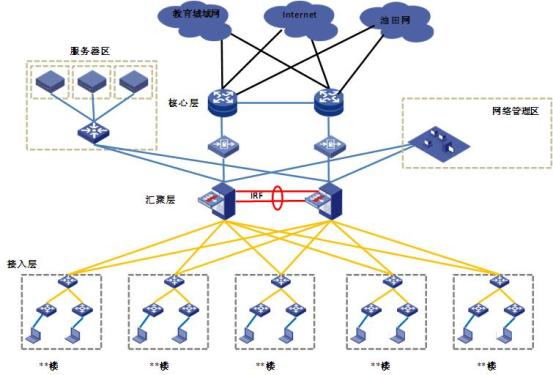 教育城域网
Internet
池田网
服务器区
核心层
网络管理区
汇聚层
IRF
接入层
**楼
**楼
**楼
**楼
**楼